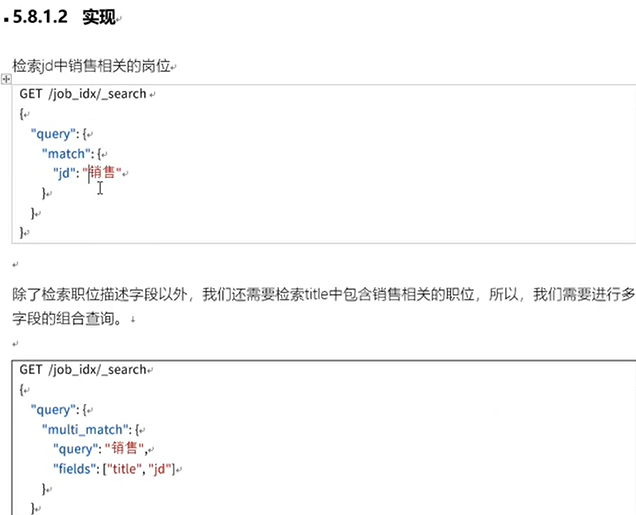 5.8.1.2 实现
检索jd中销售相关的岗位
GET /job_idx/_search
{
"query": {
"match": {
"jd": "销售"
}
}
}
除了检索职位描述字段以外，我们还需要检索title中包含销售相关的职位，所以，我们需要进行多
字段的组合查询。
GET /job_idx/_search
{
"query": {
"multi_match": {
"query": "销售",
"fields": ["title", "jd"]
}
}